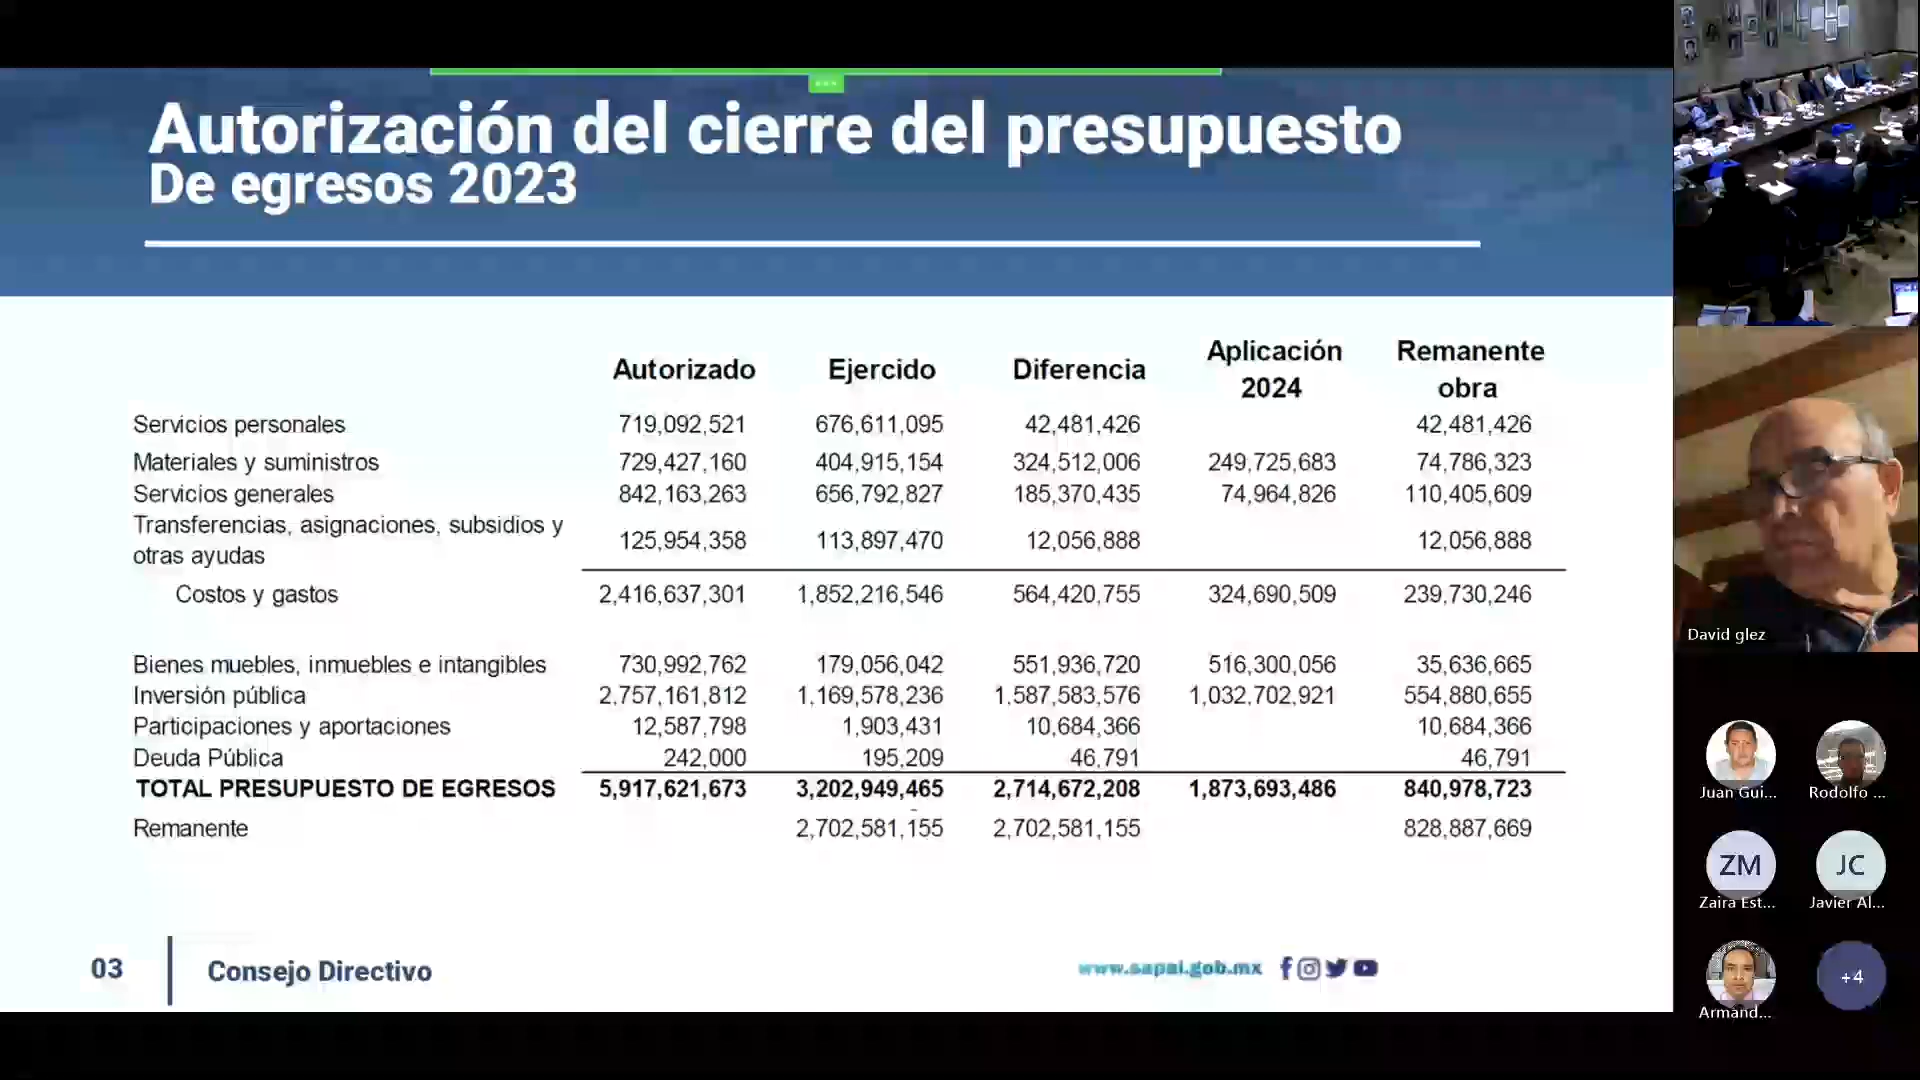 Autorización del cierre del presupuesto
De egresos 2023
Autorizado Ejercido Diferencia Aplicación 2024 Remanente obra
Servicios personales 719,092,521 676,611,095 42,481,426 42,481,426
Materiales y suministros 729,427,160 404,915,154 324,512,006 249,725,683 74,786,323
Servicios generales 842,163,263 656,792,827 185,370,435 74,964,826 110,405,609
Transferencias, asignaciones, subsidios y
otras ayudas 125,954,358 113,897,470 12,056,888 12,056,888
Costos y gastos 2,416,637,301 1,852,216,546 564,420,755 324,690,509 239,730,246
Bienes muebles, inmuebles e intangibles 730,992,762 179,056,042 551,936,720 516,300,056 35,636,665
Inversión pública 2,757,161,812 1,169,578,236 1,587,583,576 1,032,702,921 554,880,655
Participaciones y aportaciones 12,587,798 1,903,431 10,684,366 10,684,366
Deuda Pública 242,000 195,209 46,791 46,791
TOTAL PRESUPUESTO DE EGRESOS 5,917,621,673 3,202,949,465 2,714,672,208 1,873,693,486 840,978,723
Remanente 2,702,581,155 2,702,581,155 828,887,669
03 Consejo Directivo www.sapal.gob.mx
David glez
Juan Gui... Rodolfo ...
ZM JC
Zaira Est... Javier Al...
+4
Armand...